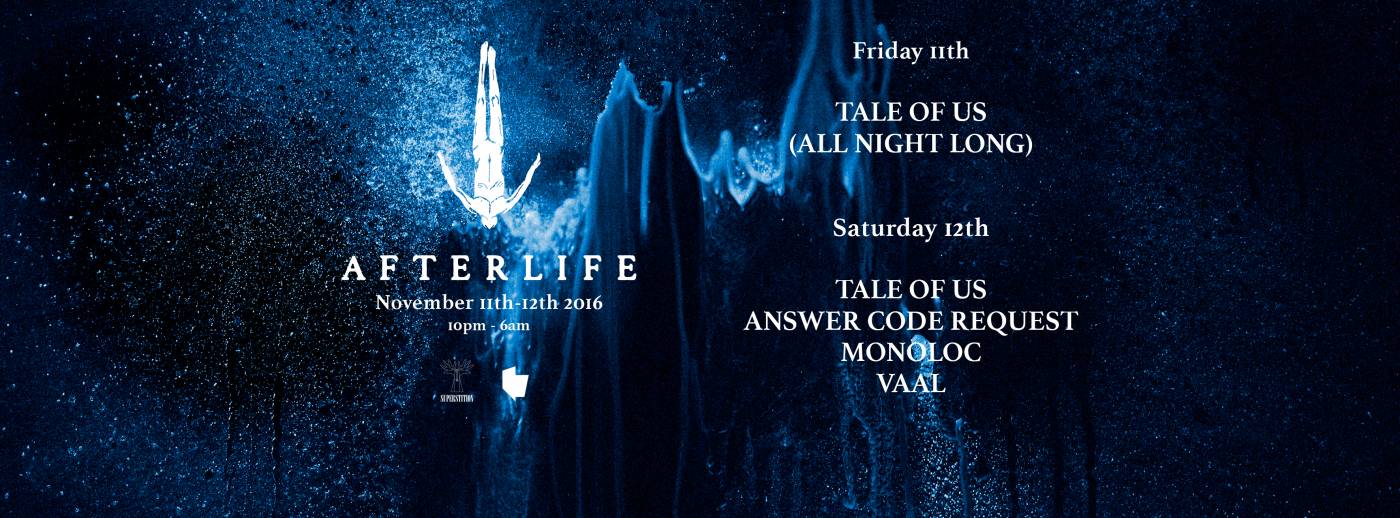 AFTERLIFE
November 11th-12th 2016
10pm - 6am
SUPERSTITION
Friday 11th
TALE OF US
(ALL NIGHT LONG)
Saturday 12th
TALE OF US
ANSWER CODE REQUEST
MONOLOC
VAAL